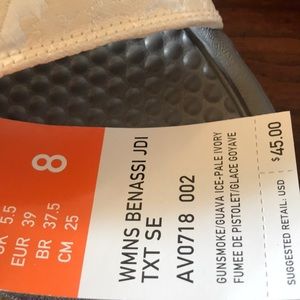 8
UK 5.5
EUR 39
BR 37.5
CM 25
WMNS BENASSI JDI
TXT SE
AV0718 002
GUNSMOKE/GUAVA ICE-PALE IVORY
FUMEE DE PISTOLET/GLACE GOYAVE
SUGGESTED RETAIL: USD
$45.00